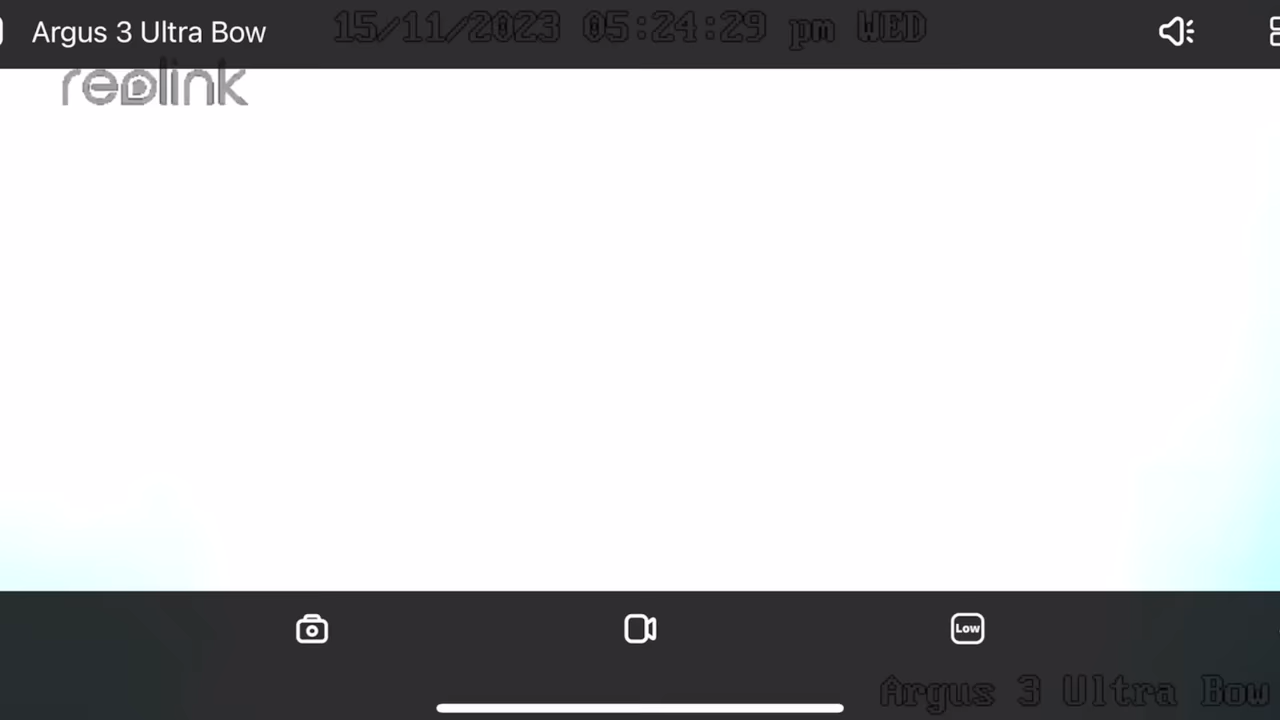 Argus 3 Ultra Bow
15/11/2023 05:24:29 pm WED
reolink
Low
Argus 3 Ultra Bow